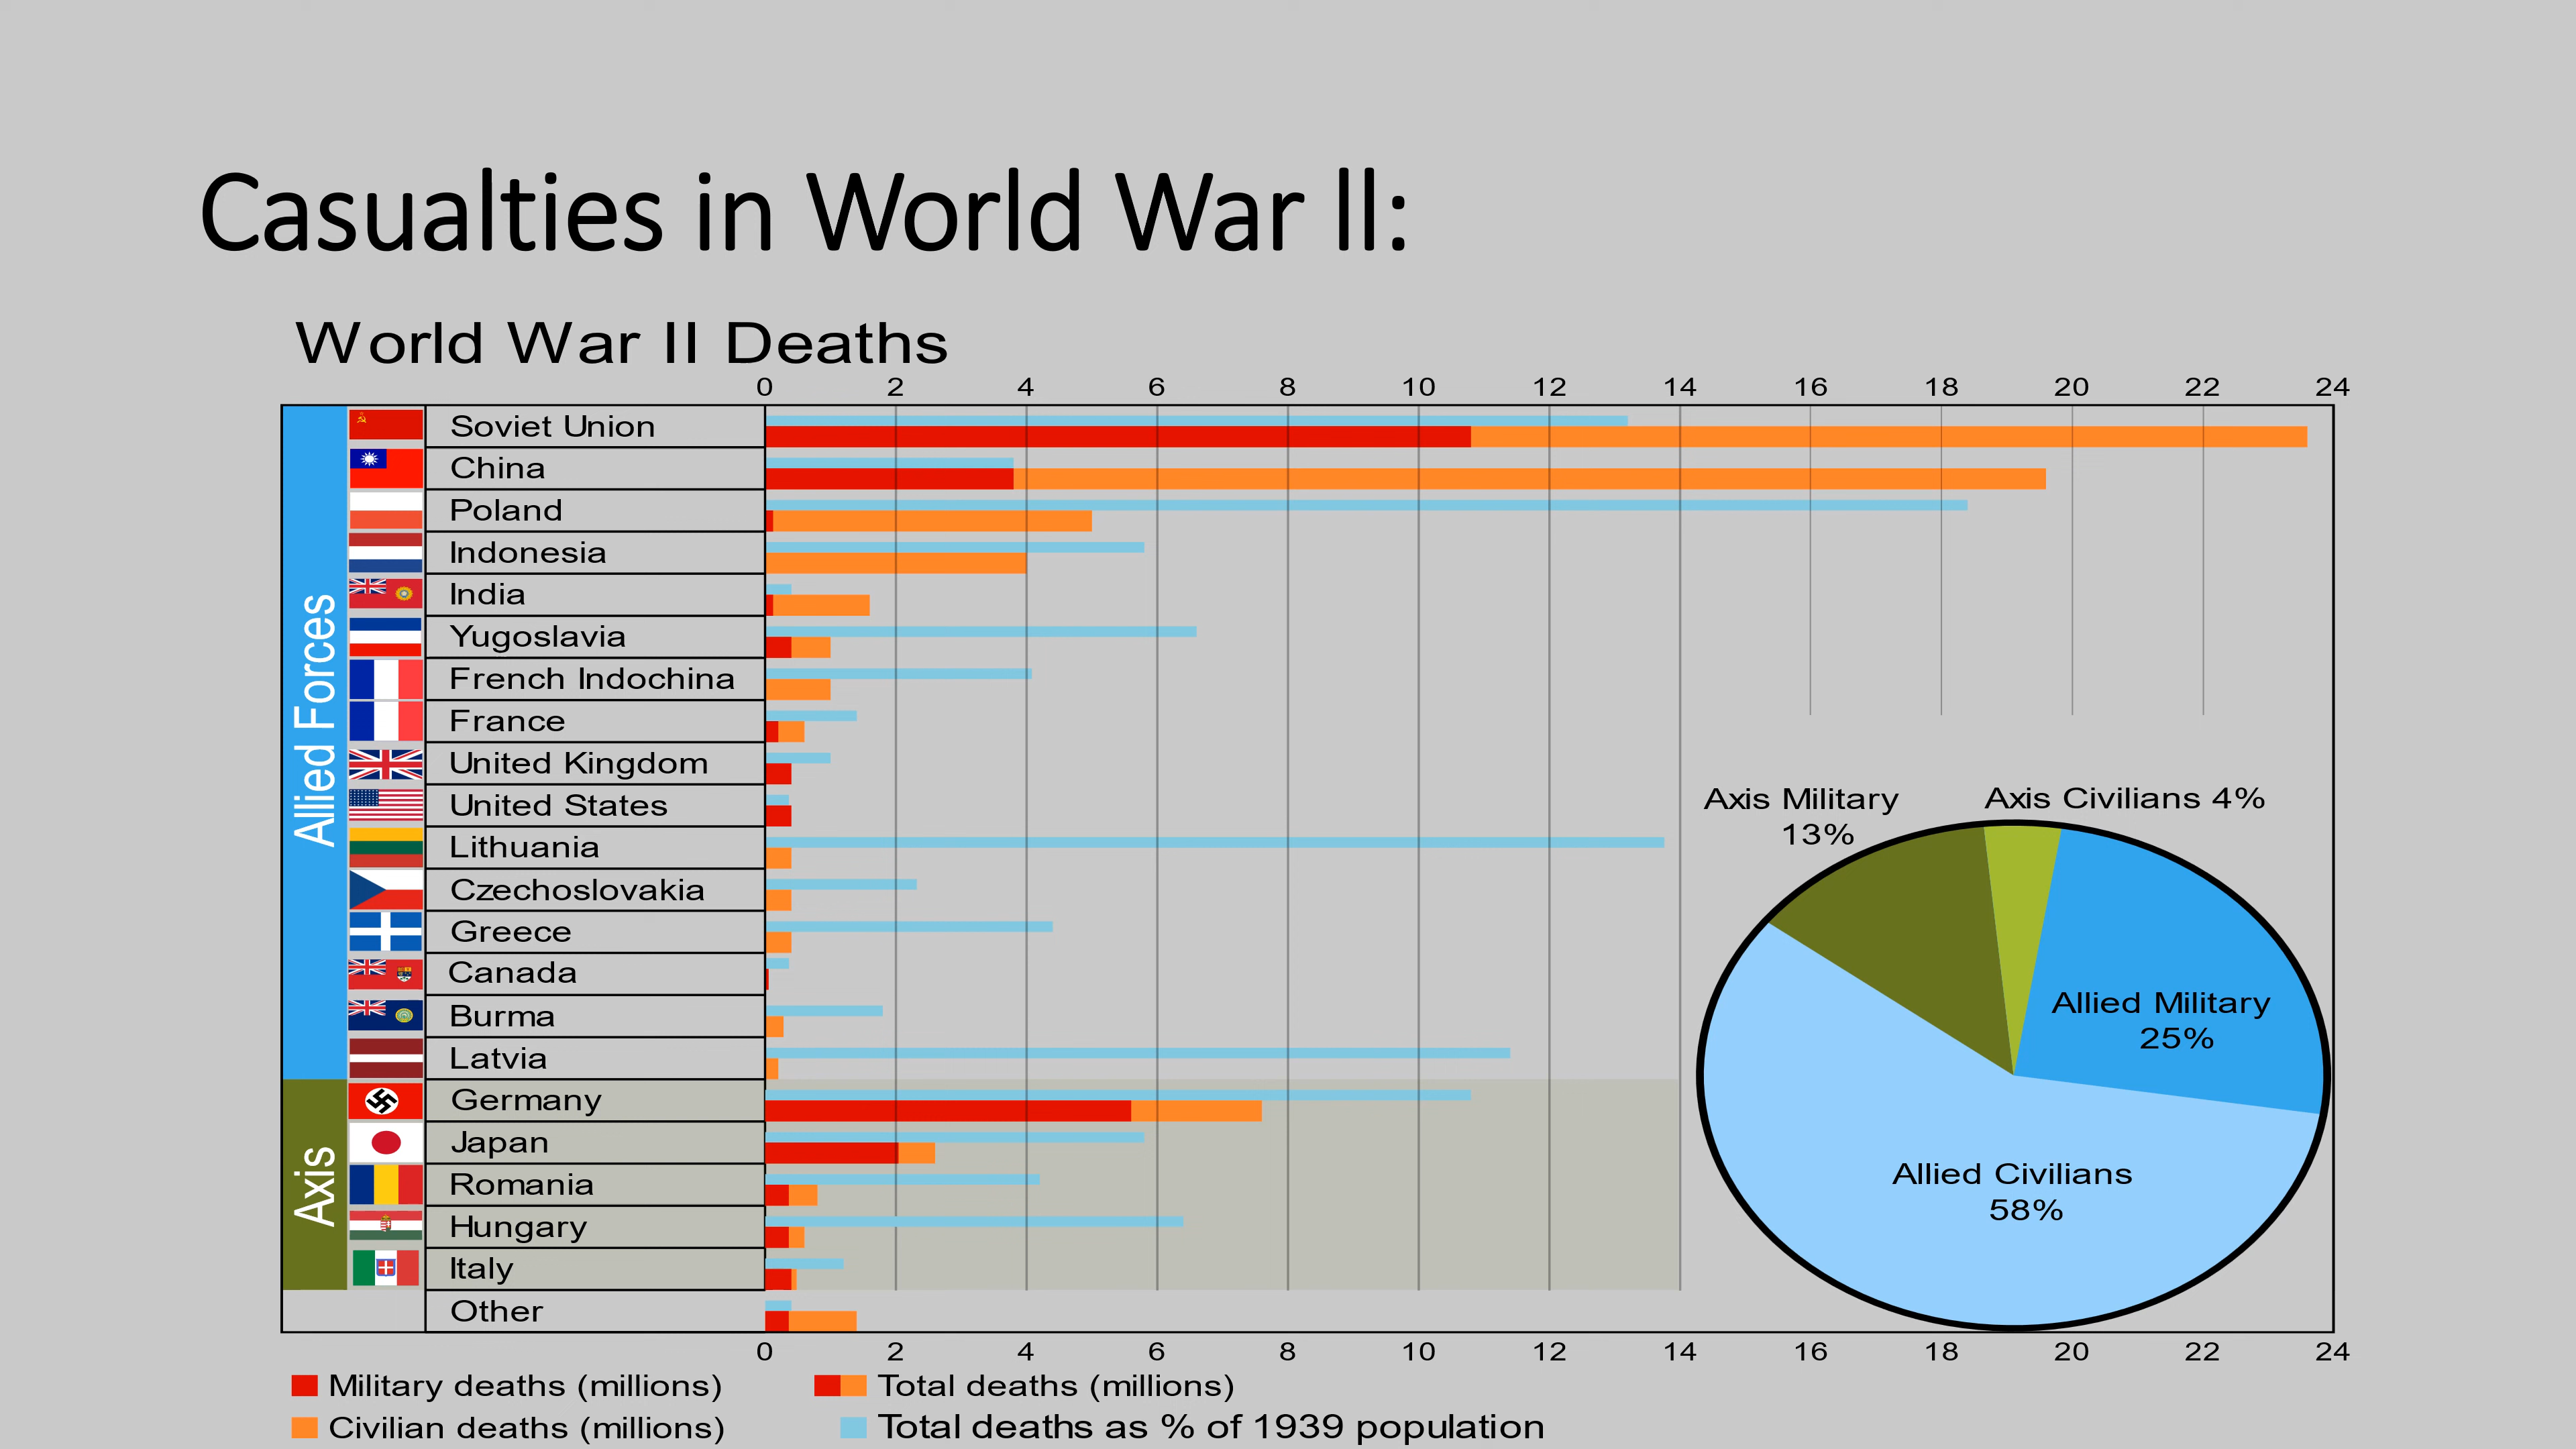 Casualties in World War ll:
World War II Deaths
0 2 4 6 8 10 12 14 16 18 20 22 24
Allied Forces
Soviet Union
China
Poland
Indonesia
India
Yugoslavia
French Indochina
France
United Kingdom
United States
Lithuania
Czechoslovakia
Greece
Canada
Burma
Latvia
Axis
Germany
Japan
Romania
Hungary
Italy
Other
Axis Military
13%
Axis Civilians 4%
Allied Military
25%
Allied Civilians
58%
0 2 4 6 8 10 12 14 16 18 20 22 24
Military deaths (millions)
Total deaths (millions)
Civilian deaths (millions)
Total deaths as % of 1939 population